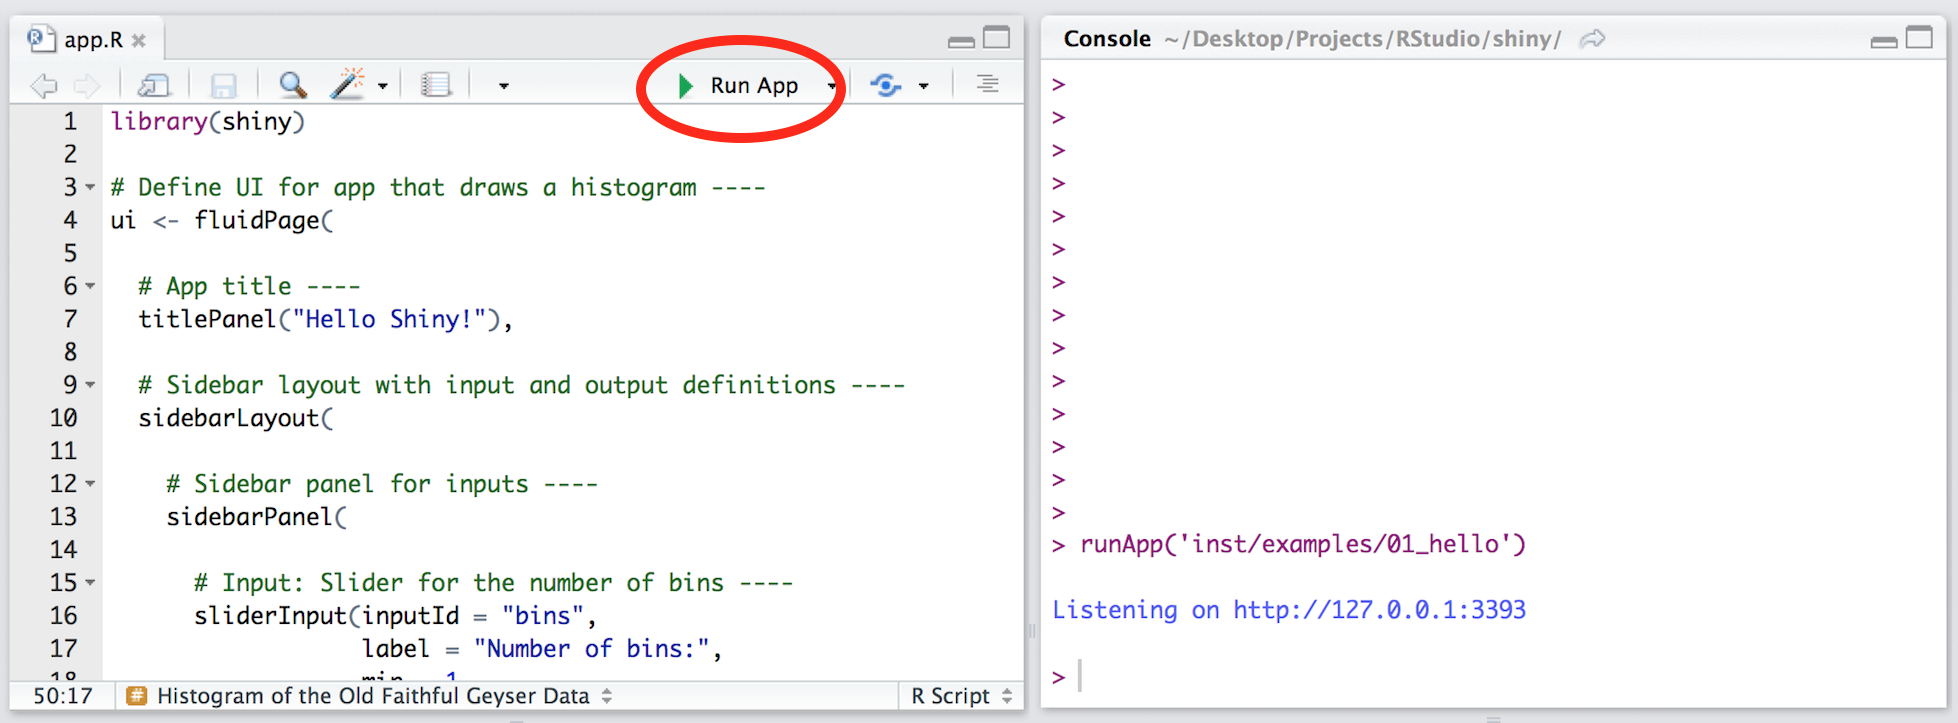 app.R
Run App
1 library(shiny)
2
3 # Define UI for app that draws a histogram ----
4 ui <- fluidPage(
5
6   # App title ----
7   titlePanel("Hello Shiny!"),
8
9   # Sidebar layout with input and output definitions ----
10   sidebarLayout(
11
12     # Sidebar panel for inputs ----
13     sidebarPanel(
14
15       # Input: Slider for the number of bins ----
16       sliderInput(inputId = "bins",
17                   label = "Number of bins:",
18                   min = 1
50:17 # Histogram of the Old Faithful Geyser Data R Script
Console ~/Desktop/Projects/RStudio/shiny/
>
>
>
>
>
>
>
>
>
>
>
>
>
>
> runApp('inst/examples/01_hello')
Listening on http://127.0.0.1:3393
>